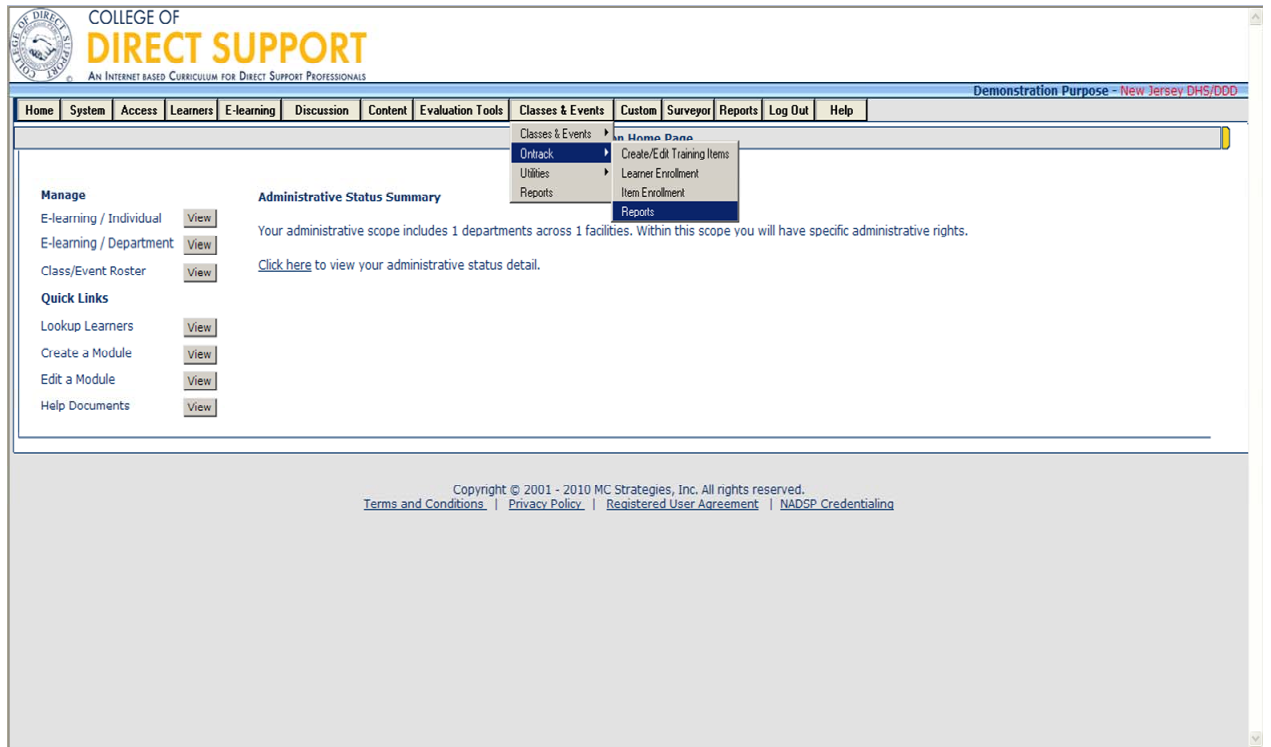 COLLEGE OF
DIRECT SUPPORT
AN INTERNET BASED CURRICULUM FOR DIRECT SUPPORT PROFESSIONALS
Demonstration Purpose - New Jersey DHS/DDD
Home System Access Learners E-learning Discussion Content Evaluation Tools Classes & Events Custom Surveyor Reports Log Out Help
Classes & Events
n Home Page
Ontrack
Create/Edit Training Items
Utilities
Learner Enrollment
Reports
Item Enrollment
Reports
Manage
Administrative Status Summary
E-learning / Individual View
Your administrative scope includes 1 departments across 1 facilities. Within this scope you will have specific administrative rights.
E-learning / Department View
Click here to view your administrative status detail.
Class/Event Roster View
Quick Links
Lookup Learners View
Create a Module View
Edit a Module View
Help Documents View
Copyright © 2001 - 2010 MC Strategies, Inc. All rights reserved.
Terms and Conditions | Privacy Policy | Registered User Agreement | NADSP Credentialing